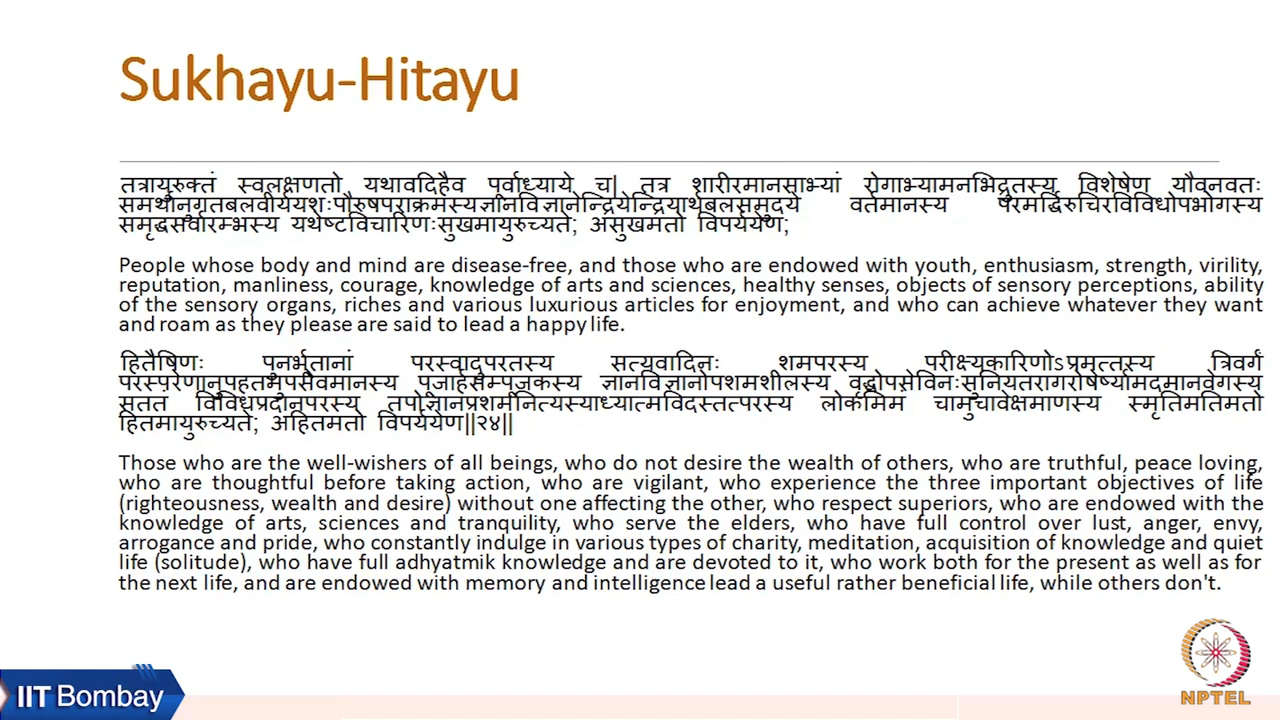 Sukhayu-Hitayu
तत्रायुरुक्तं स्वलक्षणतो यथावदिहैव पूर्वाध्याये च| तत्र शारीरमानसाभ्यां रोगाभ्यामनभिद्रुतस्य विशेषेण यौवनवतः
समर्थानुगतबलवीर्ययशःपौरुषपराक्रमस्यज्ञानविज्ञानेन्द्रियेन्द्रियार्थबलसमुदये वर्तमानस्य परमर्द्धिरुचिरविविधोपभोगस्य
समृद्धसर्वारम्भस्य यथेष्टविचारिणःसुखमायुरुच्यते; असुखमतो विपर्ययेण;
People whose body and mind are disease-free, and those who are endowed with youth, enthusiasm, strength, virility,
reputation, manliness, courage, knowledge of arts and sciences, healthy senses, objects of sensory perceptions, ability
of the sensory organs, riches and various luxurious articles for enjoyment, and who can achieve whatever they want
and roam as they please are said to lead a happy life.
हितैषिणः पुनर्भूतानां परस्वादुपरतस्य सत्यवादिनः शमपरस्य परीक्ष्यकारिणोऽप्रमत्तस्य त्रिवर्गं
परस्परेणानुपहतमुपसेवमानस्य पूजार्हसम्पूजकस्य ज्ञानविज्ञानोपशमशीलस्य वृद्धोपसेविनःसुनियतरागरोषेर्ष्यामदमानवेगस्य
सततं विविधप्रदानपरस्य तपोज्ञानप्रशमनित्यस्याध्यात्मविदस्तत्परस्य लोकमिमं चामुंचावेक्षमाणस्य स्मृतिमतिमतो
हितमायुरुच्यते; अहितमतो विपर्ययेण||२४||
Those who are the well-wishers of all beings, who do not desire the wealth of others, who are truthful, peace loving,
who are thoughtful before taking action, who are vigilant, who experience the three important objectives of life
(righteousness, wealth and desire) without one affecting the other, who respect superiors, who are endowed with the
knowledge of arts, sciences and tranquility, who serve the elders, who have full control over lust, anger, envy,
arrogance and pride, who constantly indulge in various types of charity, meditation, acquisition of knowledge and quiet
life (solitude), who have full adhyatmik knowledge and are devoted to it, who work both for the present as well as for
the next life, and are endowed with memory and intelligence lead a useful rather beneficial life, while others don't.
IIT Bombay
NPTEL